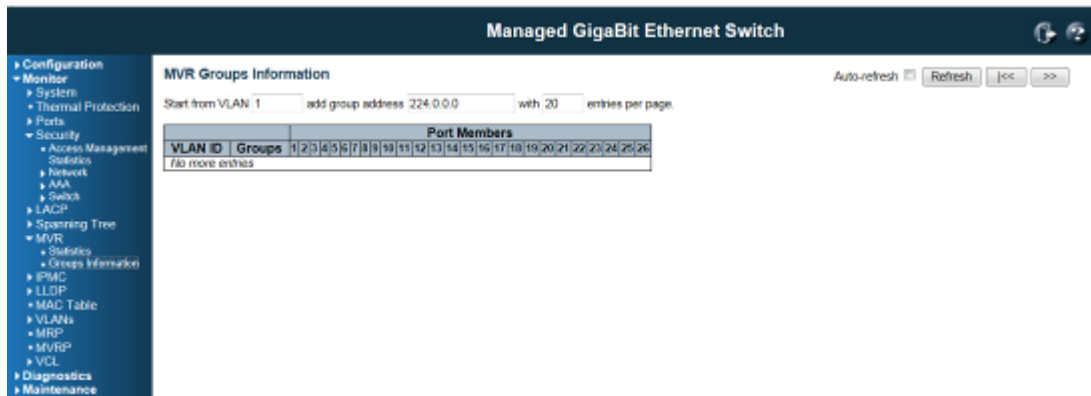 Managed GigaBit Ethernet Switch
Configuration
Monitor
System
Thermal Protection
Ports
Security
Access Management
Statistics
Network
AAA
Switch
LACP
Spanning Tree
MVR
Statistics
Groups Information
IPMC
LLDP
MAC Table
VLANs
MRP
MVRP
VCL
Diagnostics
Maintenance
MVR Groups Information
Auto-refresh Refresh |<< >>
Start from VLAN 1 add group address 224.0.0.0 with 20 entries per page.
Port Members
VLAN ID Groups 1 2 3 4 5 6 7 8 9 10 11 12 13 14 15 16 17 18 19 20 21 22 23 24 25 26
No more entries